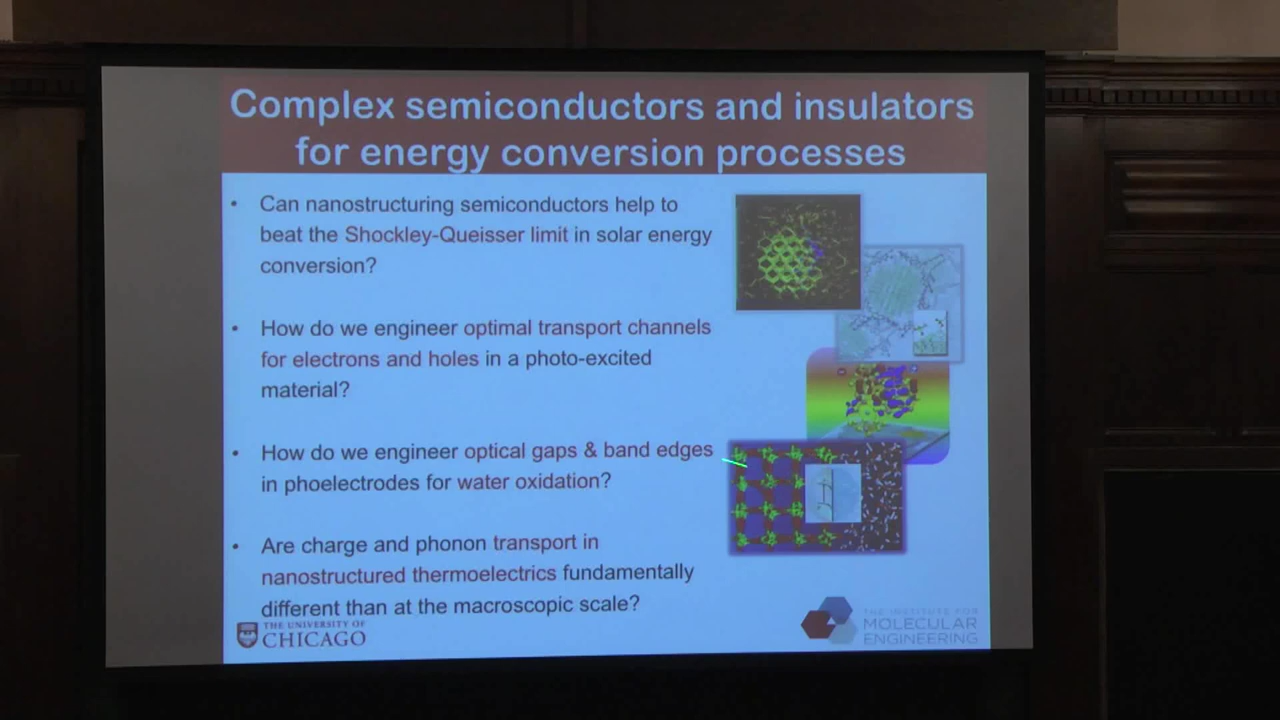 Complex semiconductors and insulators
for energy conversion processes
• Can nanostructuring semiconductors help to
beat the Shockley-Queisser limit in solar energy
conversion?
• How do we engineer optimal transport channels
for electrons and holes in a photo-excited
material?
• How do we engineer optical gaps & band edges
in phoelectrodes for water oxidation?
• Are charge and phonon transport in
nanostructured thermoelectrics fundamentally
different than at the macroscopic scale?
THE UNIVERSITY OF
CHICAGO
THE INSTITUTE FOR
MOLECULAR
ENGINEERING